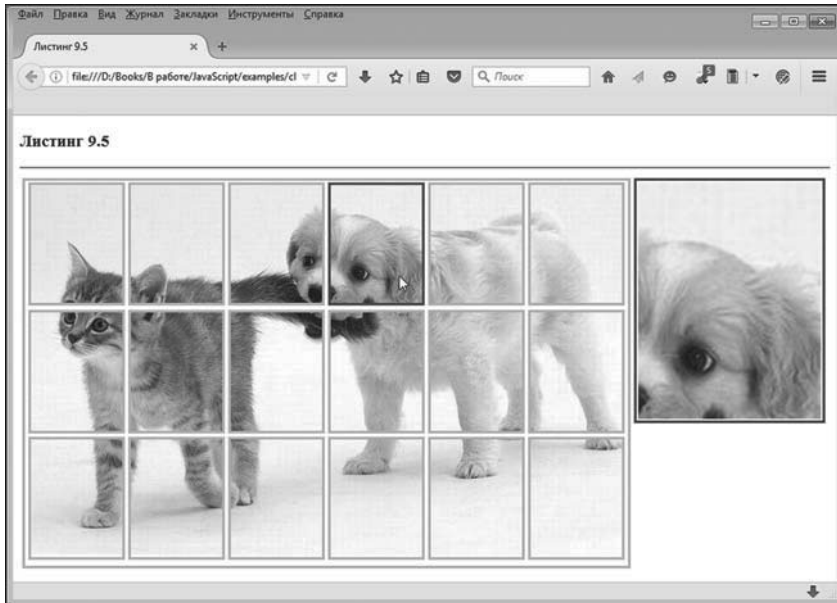 Файл Правка Вид Журнал Закладки Инструменты Справка
Листинг 9.5
file:///D:/Books/В работе/JavaScript/examples/cl
Поиск
5
Листинг 9.5